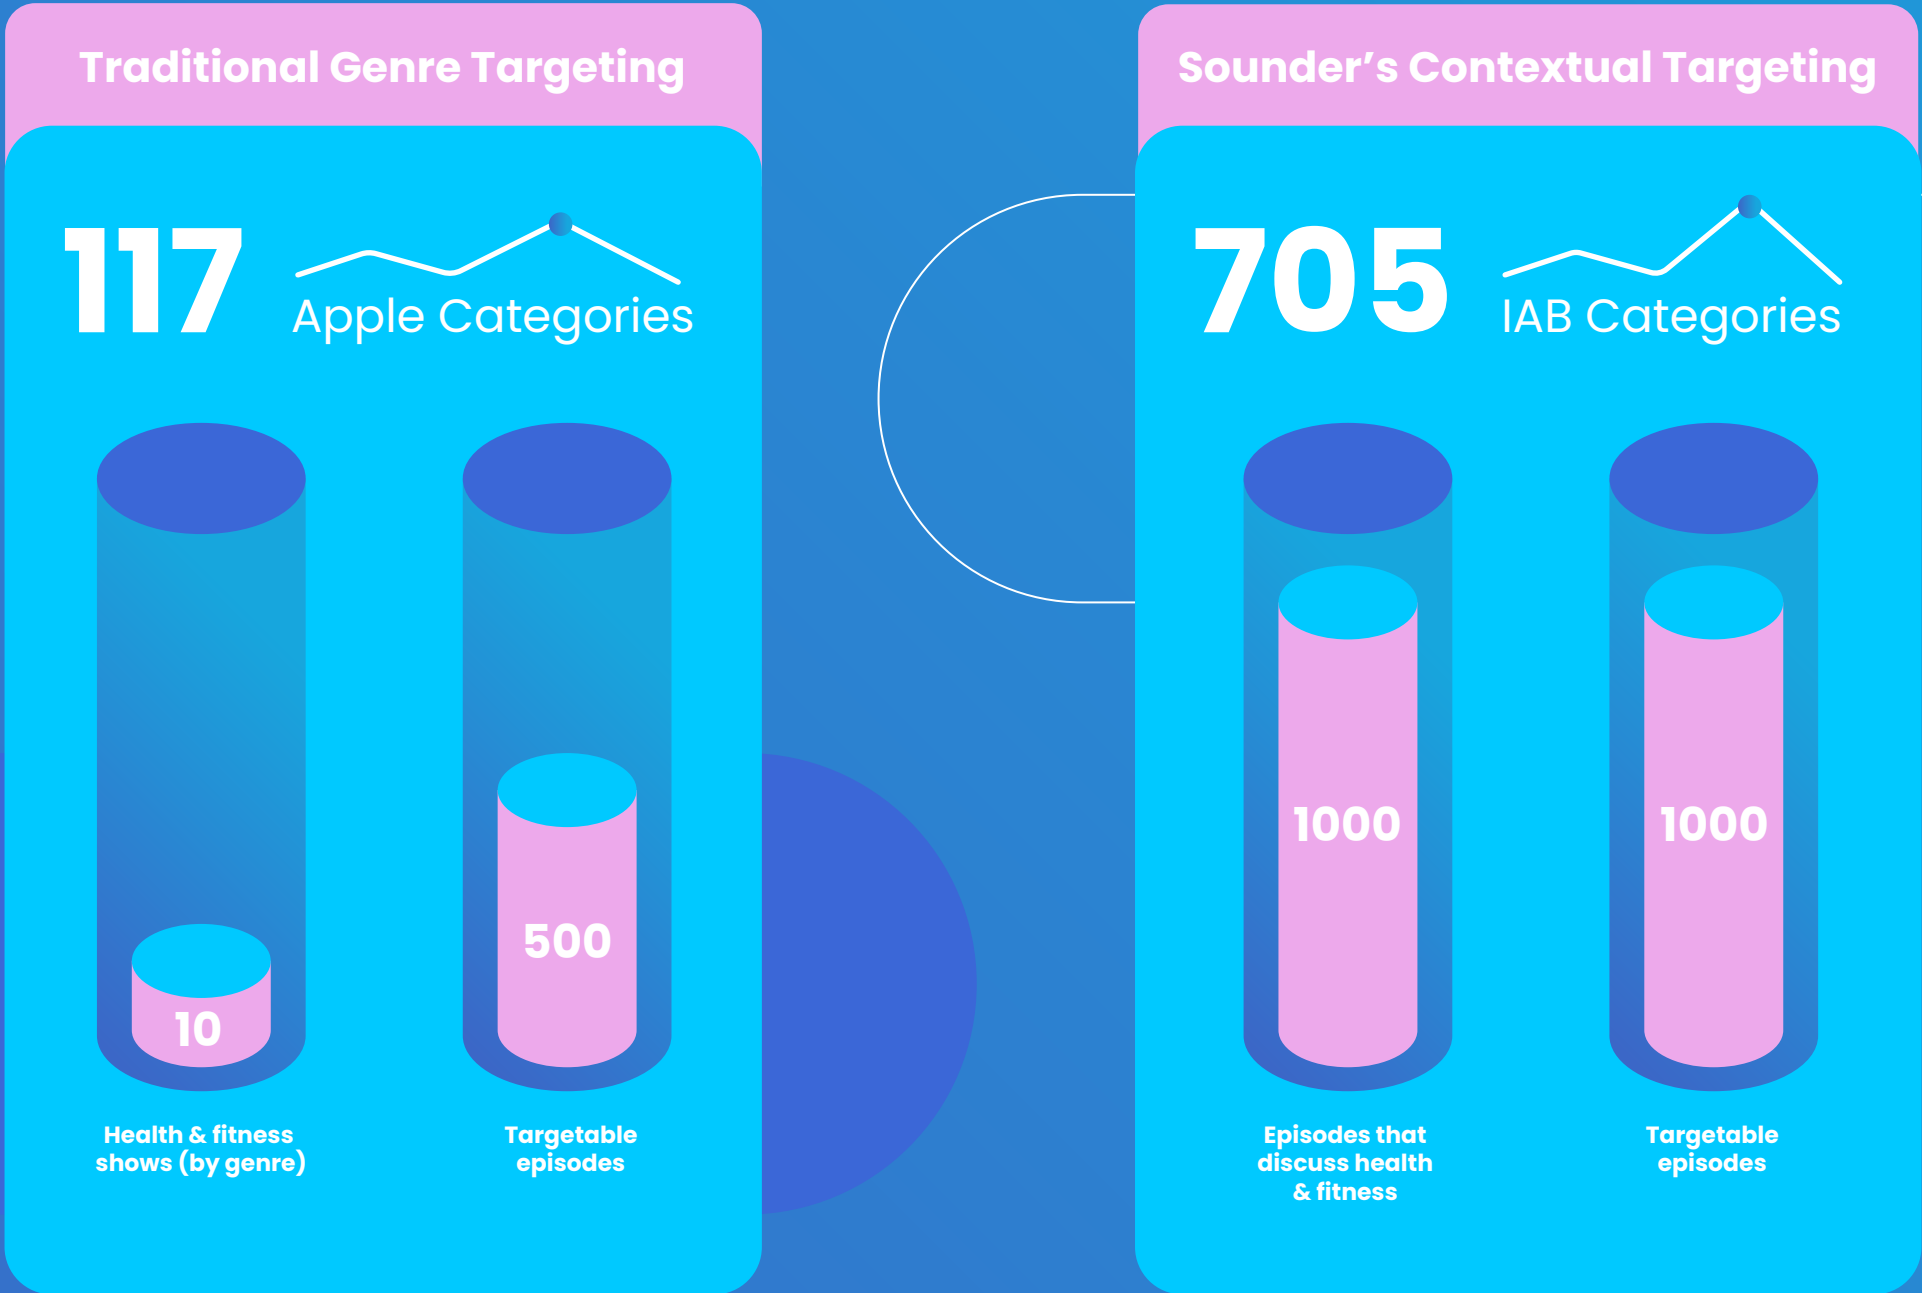 Traditional Genre Targeting
117
Apple Categories
10
500
Health & fitness
shows (by genre)
Targetable
episodes
Sounder’s Contextual Targeting
705
IAB Categories
1000
1000
Episodes that
discuss health
& fitness
Targetable
episodes